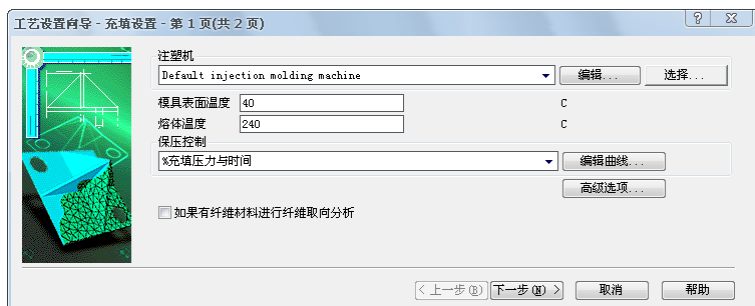 工艺设置向导 - 充填设置 - 第 1 页(共 2 页)
注塑机
Default injection molding machine 编辑... 选择...
模具表面温度 40 C
熔体温度 240 C
保压控制
%充填压力与时间 编辑曲线...
高级选项...
如果有纤维材料进行纤维取向分析
< 上一步(B) 下一步(N) > 取消 帮助